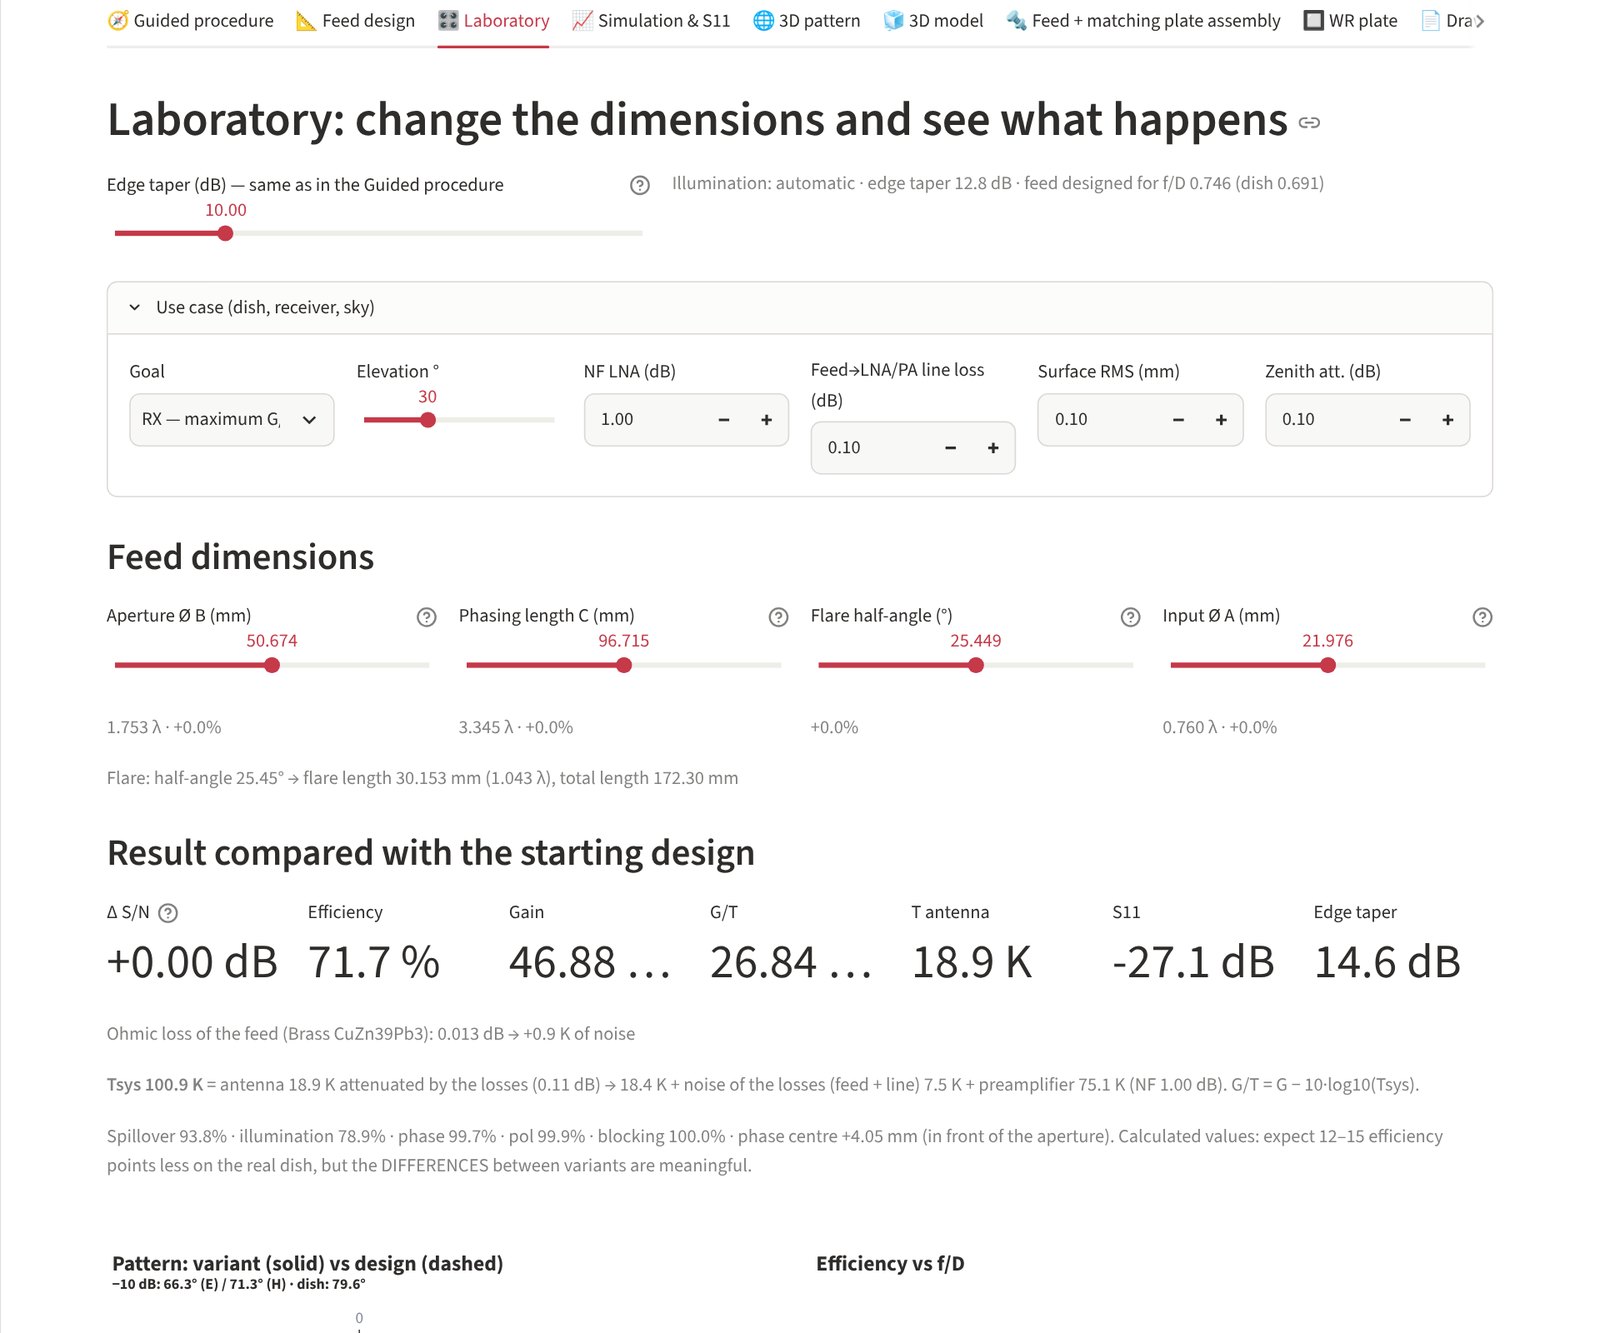 🧭 Guided procedure 📐 Feed design 🎛️ Laboratory 📈 Simulation & S11 🌐 3D pattern 🧊 3D model 🔩 Feed + matching plate assembly 🔲 WR plate 📄 Dra
Laboratory: change the dimensions and see what happens
Edge taper (dB) — same as in the Guided procedure
Illumination: automatic · edge taper 12.8 dB · feed designed for f/D 0.746 (dish 0.691)
10.00
Use case (dish, receiver, sky)
Goal
Elevation °
NF LNA (dB)
Feed→LNA/PA line loss
(dB)
Surface RMS (mm)
Zenith att. (dB)
RX — maximum G
30
1.00 − +
0.10 − +
0.10 − +
0.10 − +
Feed dimensions
Aperture Ø B (mm)
Phasing length C (mm)
Flare half-angle (°)
Input Ø A (mm)
50.674
96.715
25.449
21.976
1.753 λ · +0.0%
3.345 λ · +0.0%
+0.0%
0.760 λ · +0.0%
Flare: half-angle 25.45° → flare length 30.153 mm (1.043 λ), total length 172.30 mm
Result compared with the starting design
Δ S/N
Efficiency
Gain
G/T
T antenna
S11
Edge taper
+0.00 dB
71.7 %
46.88 …
26.84 …
18.9 K
-27.1 dB
14.6 dB
Ohmic loss of the feed (Brass CuZn39Pb3): 0.013 dB → +0.9 K of noise
Tsys 100.9 K = antenna 18.9 K attenuated by the losses (0.11 dB) → 18.4 K + noise of the losses (feed + line) 7.5 K + preamplifier 75.1 K (NF 1.00 dB). G/T = G − 10·log10(Tsys).
Spillover 93.8% · illumination 78.9% · phase 99.7% · pol 99.9% · blocking 100.0% · phase centre +4.05 mm (in front of the aperture). Calculated values: expect 12–15 efficiency
points less on the real dish, but the DIFFERENCES between variants are meaningful.
Pattern: variant (solid) vs design (dashed)
−10 dB: 66.3° (E) / 71.3° (H) · dish: 79.6°
0
Efficiency vs f/D